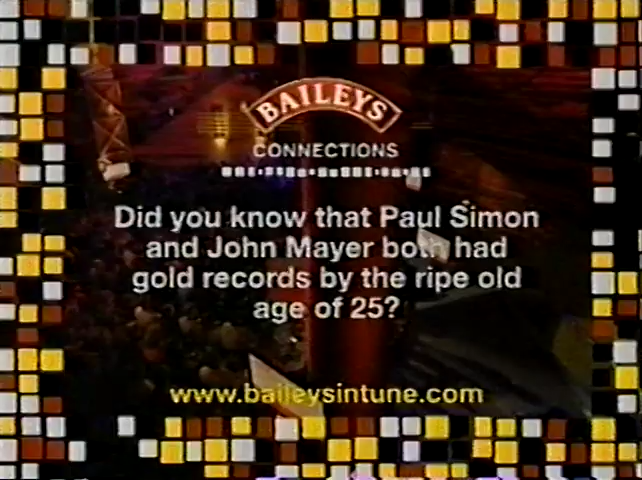 BAILEYS
CONNECTIONS
Did you know that Paul Simon
and John Mayer both had
gold records by the ripe old
age of 25?
www.baileysintune.com